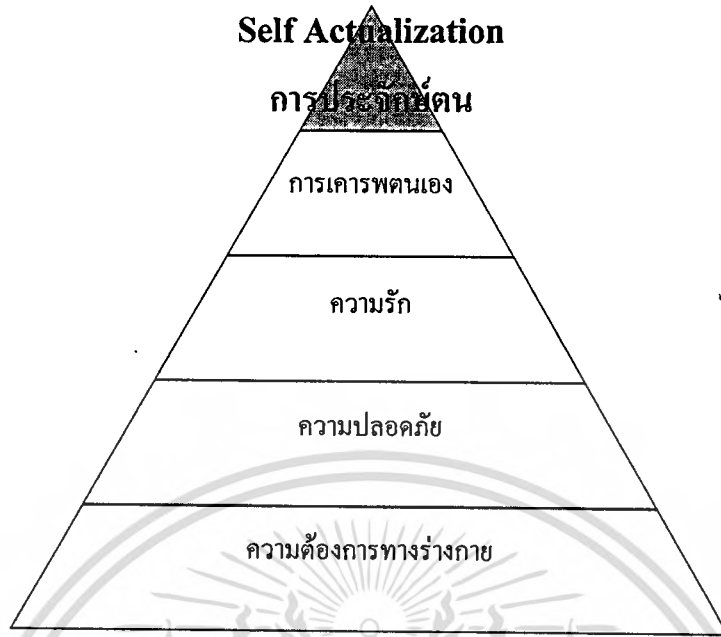 Self Actualization
การประจักษ์ตน
การเคารพตนเอง
ความรัก
ความปลอดภัย
ความต้องการทางร่างกาย